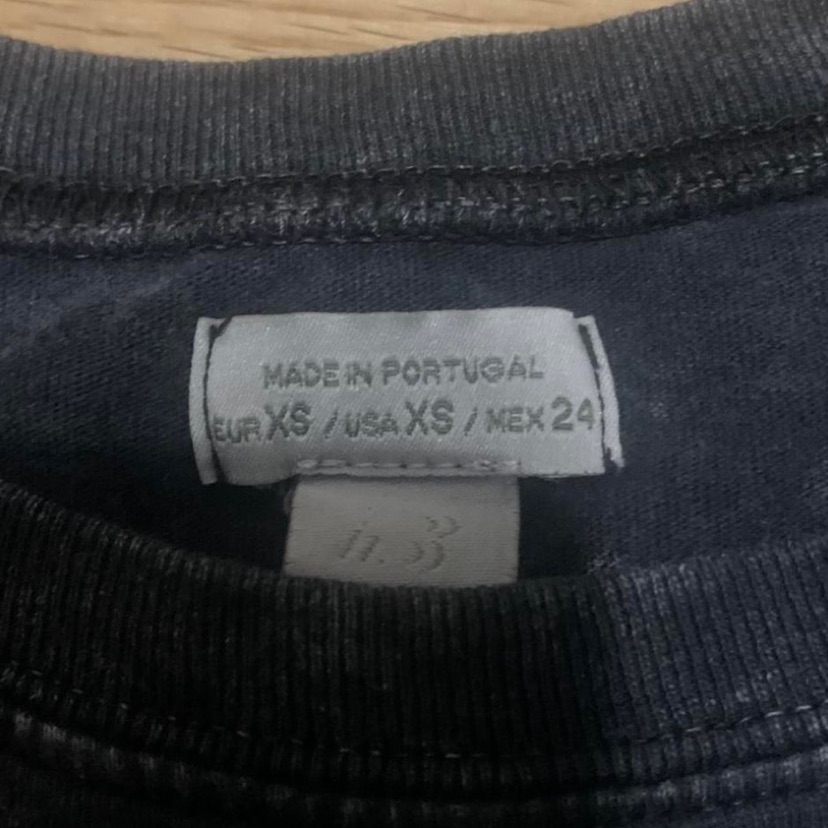 MADE IN PORTUGAL
EUR XS / USA XS / MEX 24